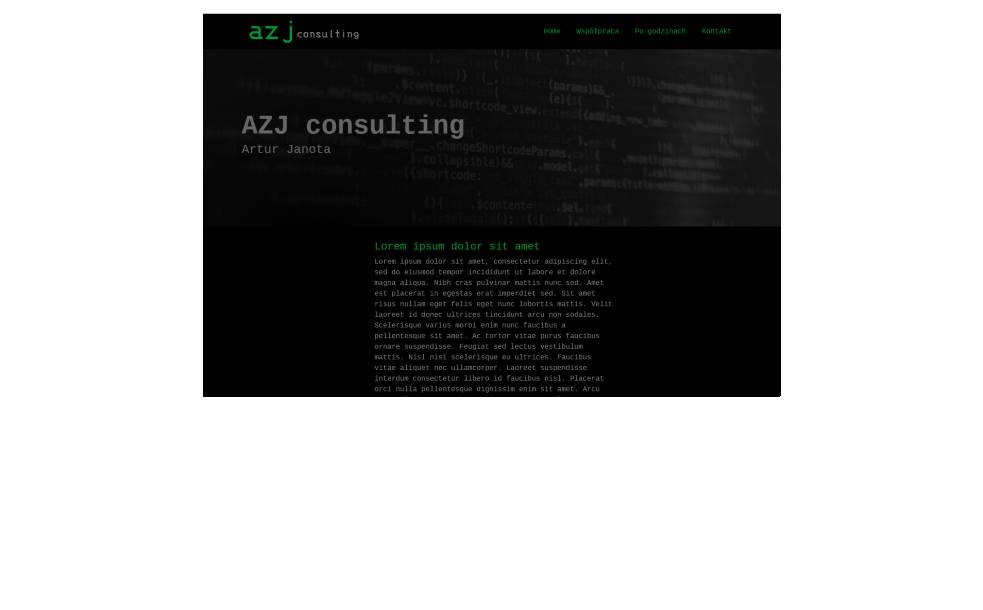 azj consulting
Home Współpraca Po godzinach Kontakt
AZJ consulting
Artur Janota
Lorem ipsum dolor sit amet
Lorem ipsum dolor sit amet, consectetur adipiscing elit,
sed do eiusmod tempor incididunt ut labore et dolore
magna aliqua. Nibh cras pulvinar mattis nunc sed. Amet
est placerat in egestas erat imperdiet sed. Sit amet
risus nullam eget felis eget nunc lobortis mattis. Velit
laoreet id donec ultrices tincidunt arcu non sodales.
Scelerisque varius morbi enim nunc faucibus a
pellentesque sit amet. Ac tortor vitae purus faucibus
ornare suspendisse. Feugiat sed lectus vestibulum
mattis. Nisl nisi scelerisque eu ultrices. Faucibus
vitae aliquet nec ullamcorper. Laoreet suspendisse
interdum consectetur libero id faucibus nisl. Placerat
orci nulla pellentesque dignissim enim sit amet. Arcu